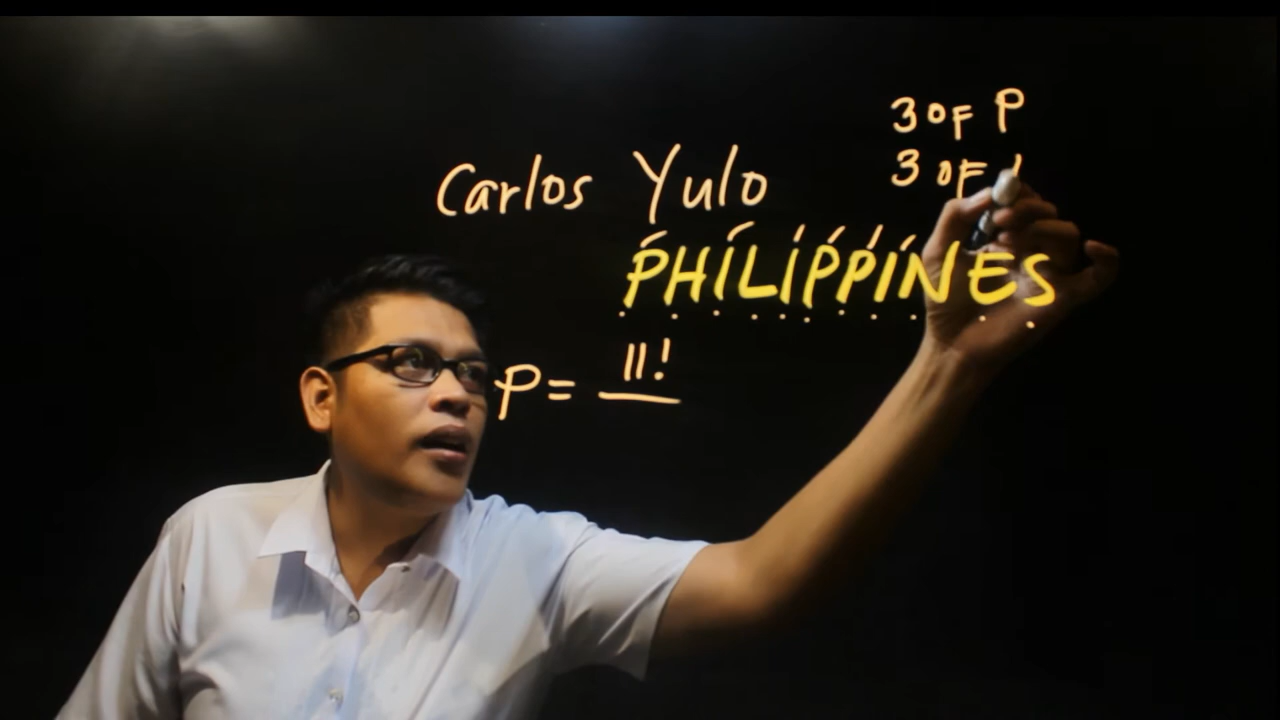 3 OF P
3 OF
Carlos Yulo
PHILIPPINES
P = 11!